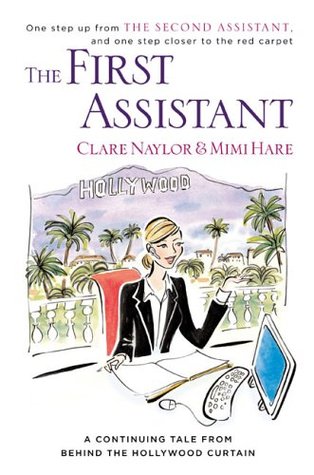 One step up from THE SECOND ASSISTANT,
and one step closer to the red carpet
THE FIRST
ASSISTANT
CLARE NAYLOR & MIMI HARE
HOLLYWOOD
A CONTINUING TALE FROM
BEHIND THE HOLLYWOOD CURTAIN